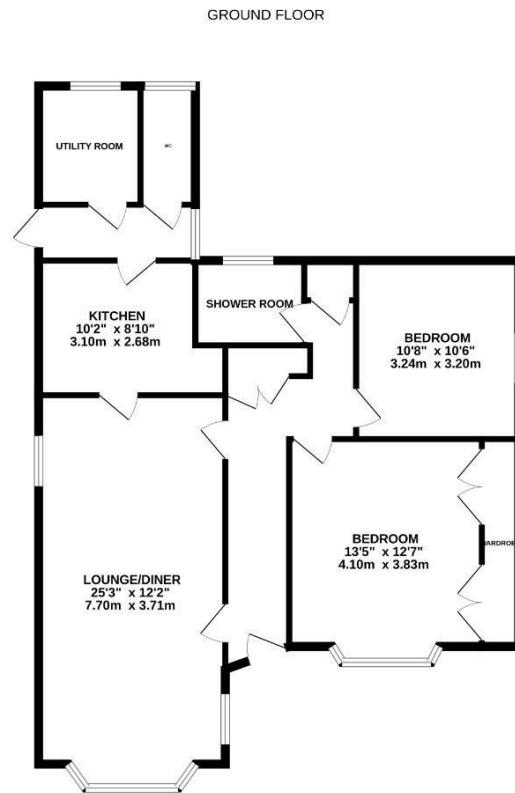 GROUND FLOOR
UTILITY ROOM
WC
KITCHEN
10'2" x 8'10"
3.10m x 2.68m
SHOWER ROOM
BEDROOM
10'8" x 10'6"
3.24m x 3.20m
BEDROOM
13'5" x 12'7"
4.10m x 3.83m
LOUNGE/DINER
25'3" x 12'2"
7.70m x 3.71m